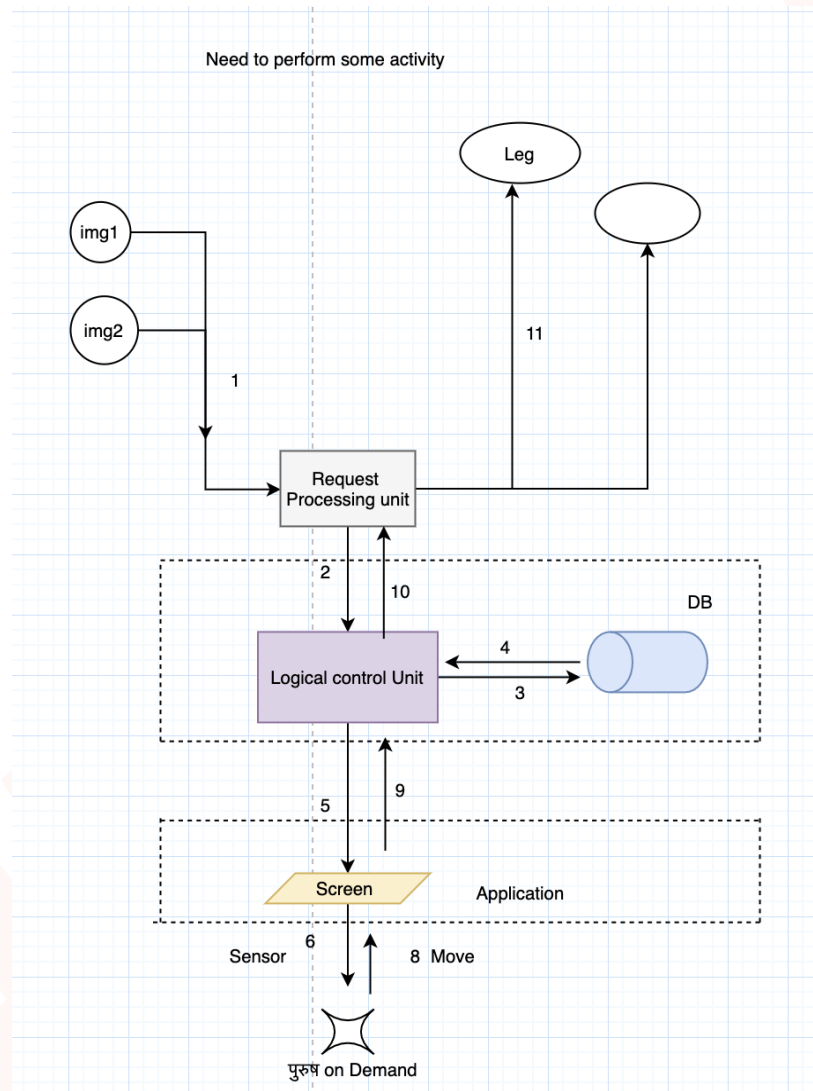 Need to perform some activity
Leg
img1
img2
11
1
Request
Processing unit
2
10
DB
Logical control Unit
4
3
5
9
Screen
Application
6
Sensor
8 Move
पुरुष on Demand